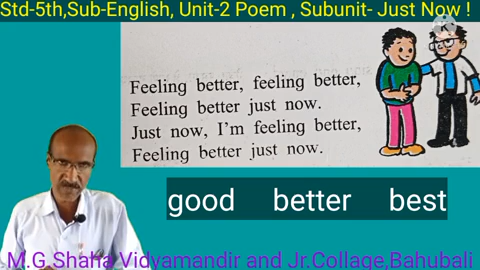 Std-5th,Sub-English, Unit-2 Poem , Subunit- Just Now !
Feeling better, feeling better,
Feeling better just now.
Just now, I'm feeling better,
Feeling better just now.
good better best
M.G.Shaha Vidyamandir and Jr.Collage,Bahubali